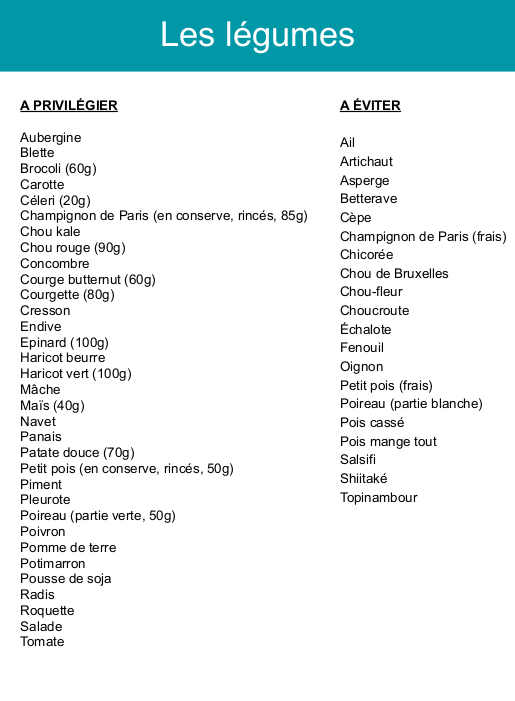 Les légumes
A PRIVILÉGIER
Aubergine
Blette
Brocoli (60g)
Carotte
Céleri (20g)
Champignon de Paris (en conserve, rincés, 85g)
Chou kale
Chou rouge (90g)
Concombre
Courge butternut (60g)
Courgette (80g)
Cresson
Endive
Epinard (100g)
Haricot beurre
Haricot vert (100g)
Mâche
Maïs (40g)
Navet
Panais
Patate douce (70g)
Petit pois (en conserve, rincés, 50g)
Piment
Pleurote
Poireau (partie verte, 50g)
Poivron
Pomme de terre
Potimarron
Pousse de soja
Radis
Roquette
Salade
Tomate
A ÉVITER
Ail
Artichaut
Asperge
Betterave
Cèpe
Champignon de Paris (frais)
Chicorée
Chou de Bruxelles
Chou-fleur
Choucroute
Échalote
Fenouil
Oignon
Petit pois (frais)
Poireau (partie blanche)
Pois cassé
Pois mange tout
Salsifi
Shiitaké
Topinambour